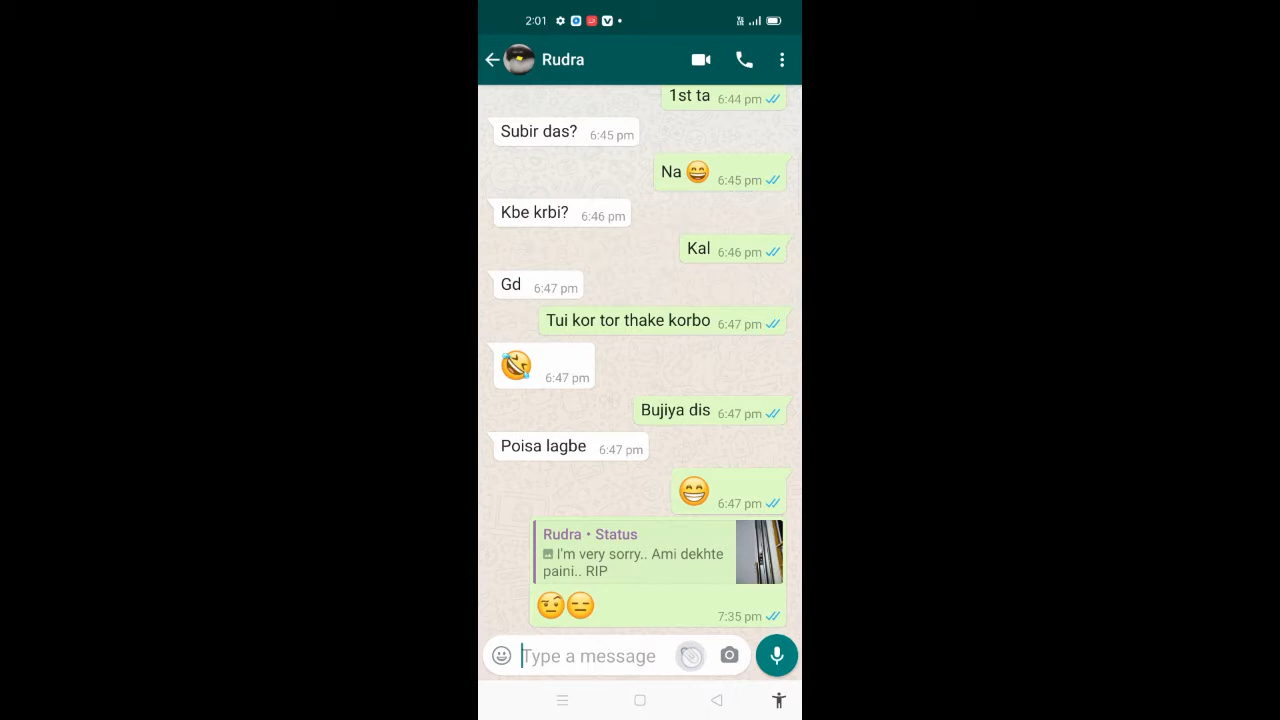 2:01
Rudra
1st ta 6:44 pm
Subir das? 6:45 pm
Na 😄 6:45 pm
Kbe krbi? 6:46 pm
Kal 6:46 pm
Gd 6:47 pm
Tui kor tor thake korbo 6:47 pm
🤣 6:47 pm
Bujiya dis 6:47 pm
Poisa lagbe 6:47 pm
😁 6:47 pm
Rudra • Status
I'm very sorry.. Ami dekhte
paini.. RIP
🤨😑 7:35 pm
Type a message